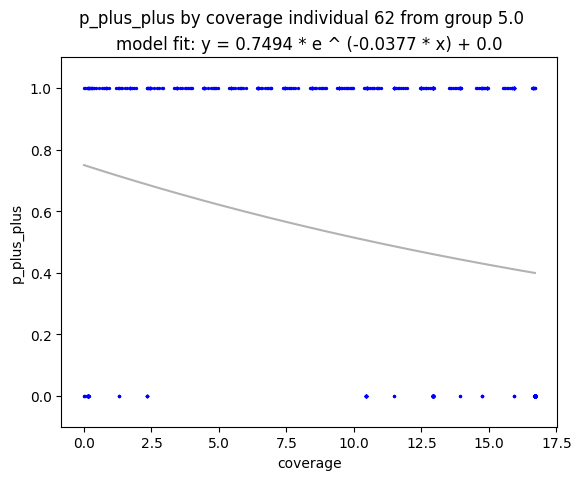 p_plus_plus by coverage individual 62 from group 5.0
model fit: y = 0.7494 * e ^ (-0.0377 * x) + 0.0
1.0
0.8
0.6
0.4
0.2
0.0
p_plus_plus
0.0 2.5 5.0 7.5 10.0 12.5 15.0 17.5
coverage